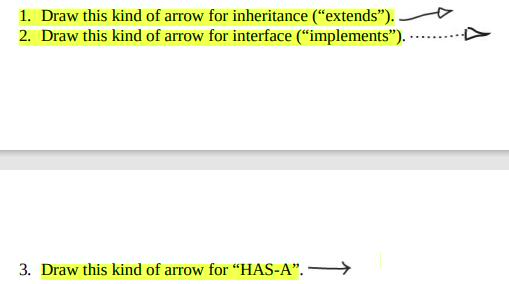 1. Draw this kind of arrow for inheritance (“extends”).
2. Draw this kind of arrow for interface (“implements”).
3. Draw this kind of arrow for “HAS-A”.